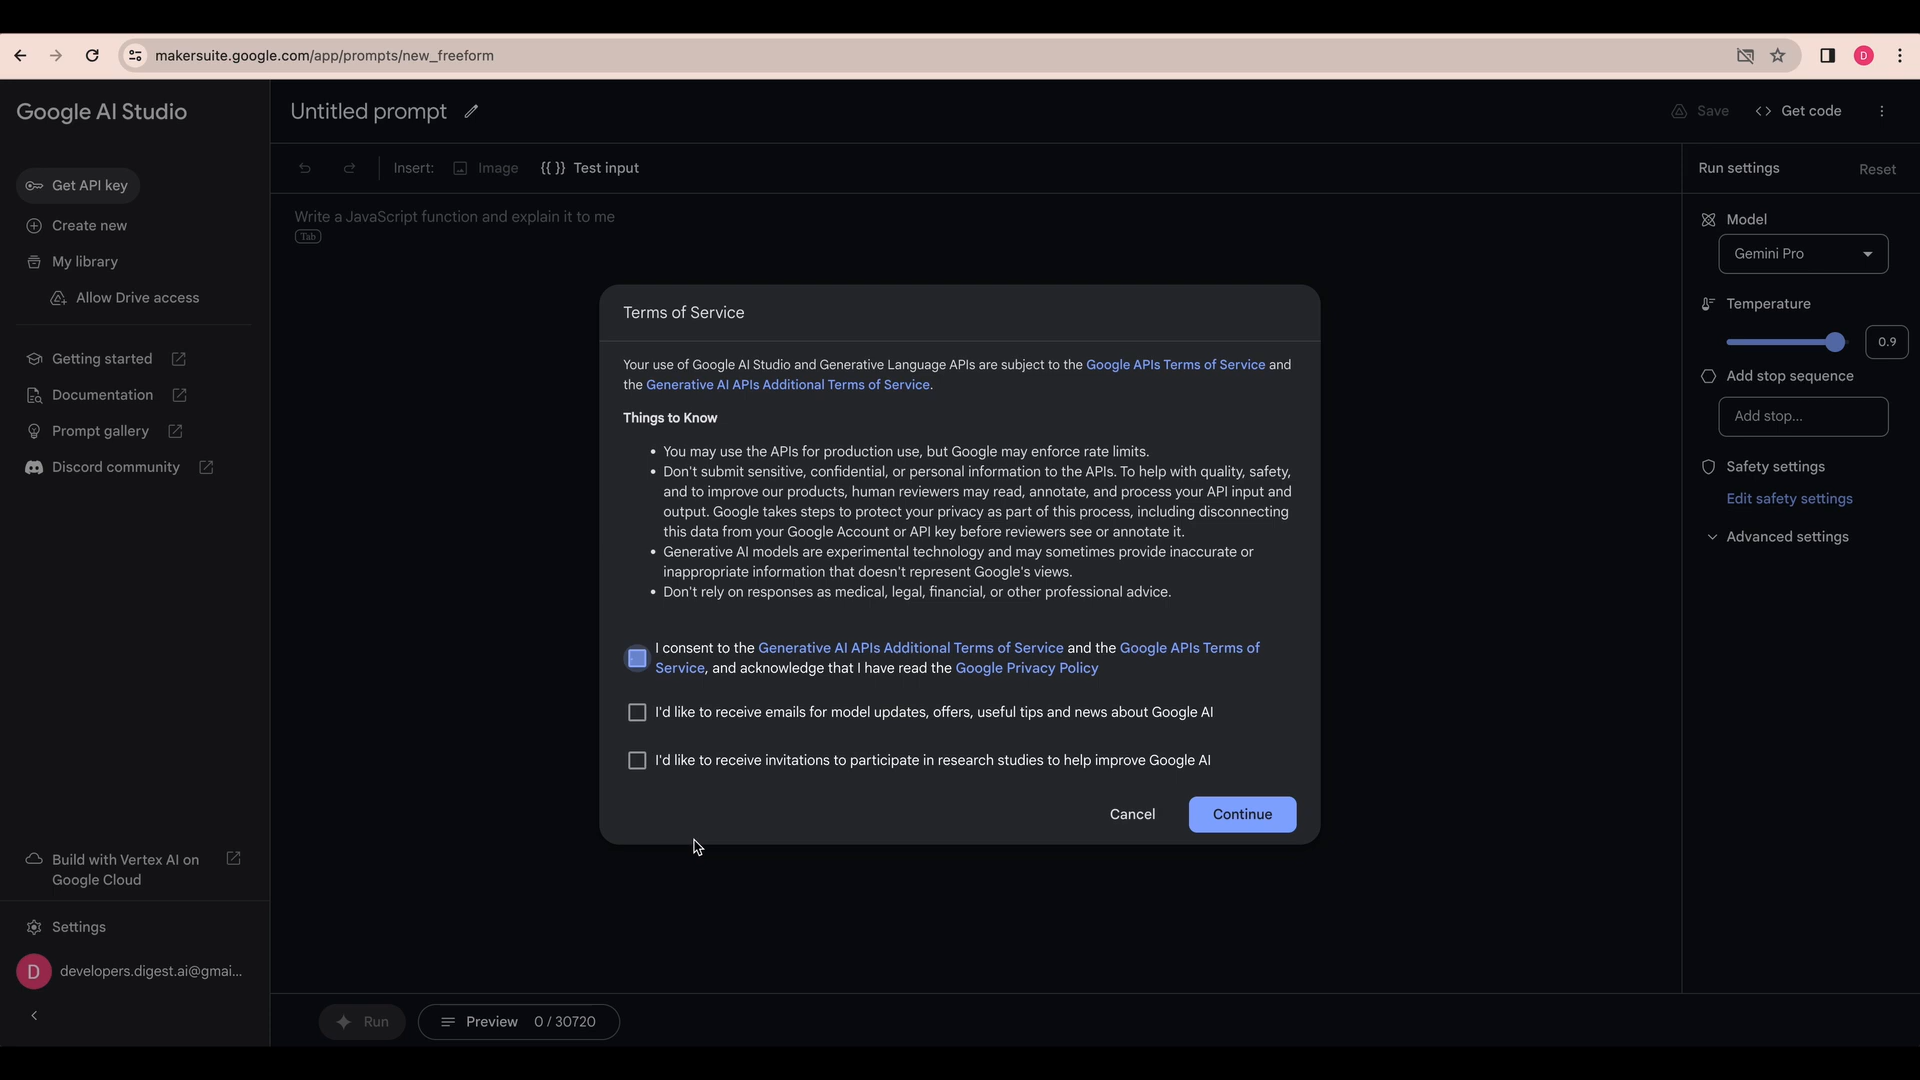 makersuite.google.com/app/prompts/new_freeform
D
Google AI Studio
Untitled prompt
Save
Get code
Get API key
Create new
My library
Allow Drive access
Getting started
Documentation
Prompt gallery
Discord community
Build with Vertex AI on
Google Cloud
Settings
D
developers.digest.ai@gmai...
Insert:
Image
{{ }} Test input
Write a JavaScript function and explain it to me
Tab
Terms of Service
Your use of Google AI Studio and Generative Language APIs are subject to the Google APIs Terms of Service and
the Generative AI APIs Additional Terms of Service.
Things to Know
• You may use the APIs for production use, but Google may enforce rate limits.
• Don't submit sensitive, confidential, or personal information to the APIs. To help with quality, safety,
and to improve our products, human reviewers may read, annotate, and process your API input and
output. Google takes steps to protect your privacy as part of this process, including disconnecting
this data from your Google Account or API key before reviewers see or annotate it.
• Generative AI models are experimental technology and may sometimes provide inaccurate or
inappropriate information that doesn't represent Google's views.
• Don't rely on responses as medical, legal, financial, or other professional advice.
I consent to the Generative AI APIs Additional Terms of Service and the Google APIs Terms of
Service, and acknowledge that I have read the Google Privacy Policy
I'd like to receive emails for model updates, offers, useful tips and news about Google AI
I'd like to receive invitations to participate in research studies to help improve Google AI
Cancel
Continue
Run
Preview 0 / 30720
Run settings
Reset
Model
Gemini Pro
Temperature
0.9
Add stop sequence
Add stop...
Safety settings
Edit safety settings
Advanced settings